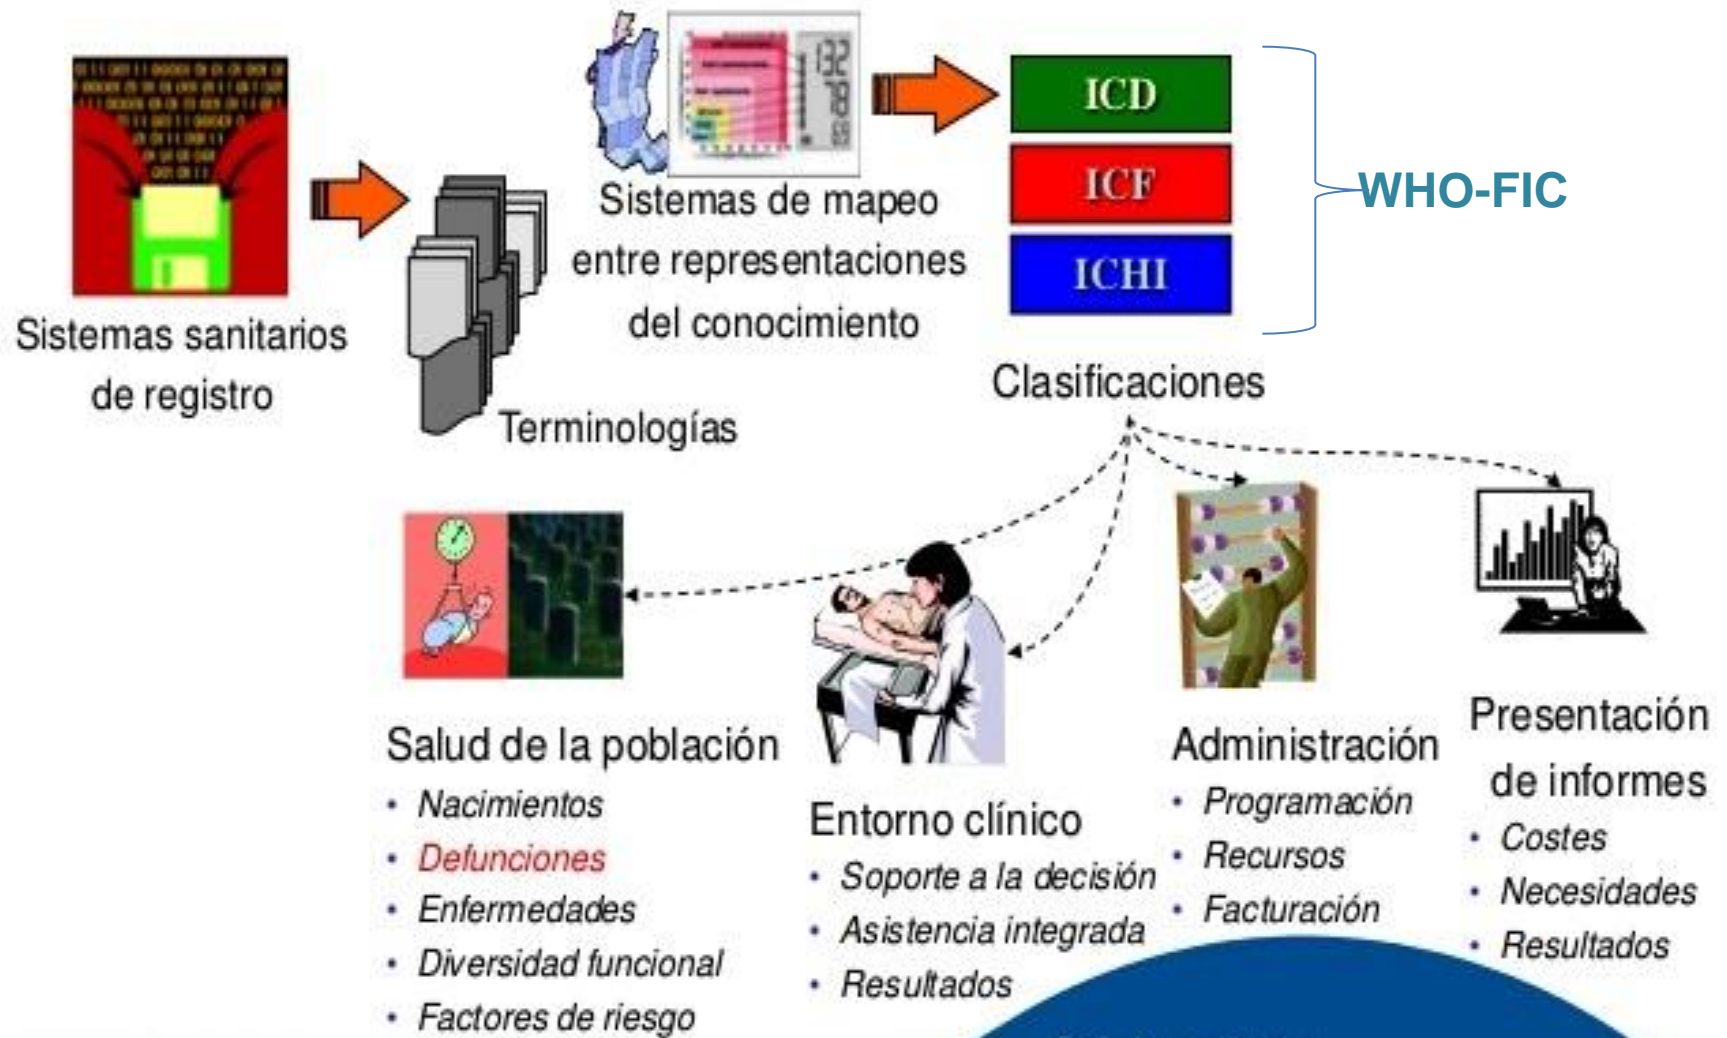 Sistemas sanitarios
de registro
Terminologías
Sistemas de mapeo
entre representaciones
del conocimiento
ICD
ICF
ICHI
WHO-FIC
Clasificaciones
Salud de la población
• Nacimientos
• Defunciones
• Enfermedades
• Diversidad funcional
• Factores de riesgo
Entorno clínico
• Soporte a la decisión
• Asistencia integrada
• Resultados
Administración
• Programación
• Recursos
• Facturación
Presentación
de informes
• Costes
• Necesidades
• Resultados